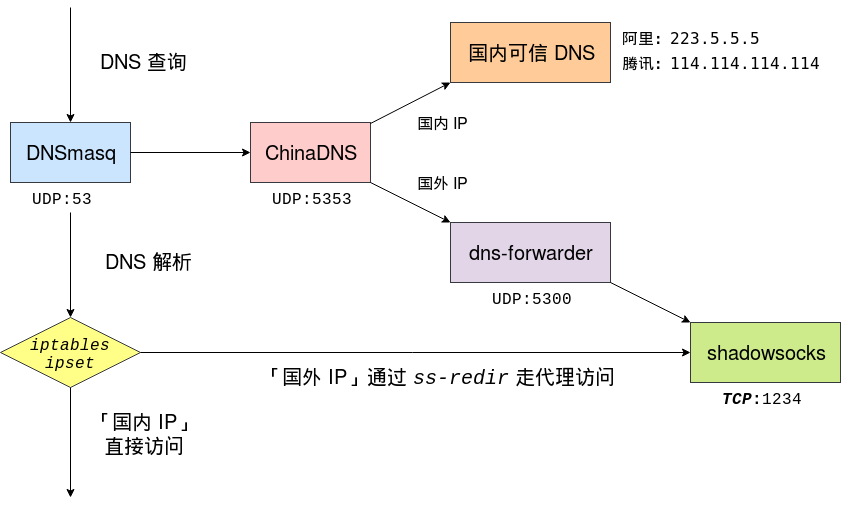 DNS 查询
国内可信 DNS
阿里: 223.5.5.5
腾讯: 114.114.114.114
国内 IP
DNSmasq
ChinaDNS
UDP:53
UDP:5353
国外 IP
DNS 解析
dns-forwarder
UDP:5300
iptables
ipset
shadowsocks
「国外 IP」通过 ss-redir 走代理访问
TCP:1234
「国内 IP」
直接访问